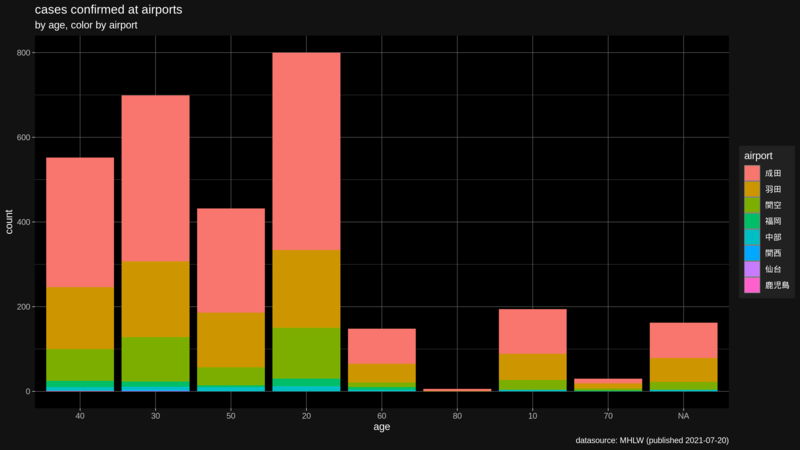 cases confirmed at airports
by age, color by airport
count
800
600
400
200
0
40 30 50 20 60 80 10 70 NA
age
airport
成田
羽田
関空
福岡
中部
関西
仙台
鹿児島
datasource: MHLW (published 2021-07-20)